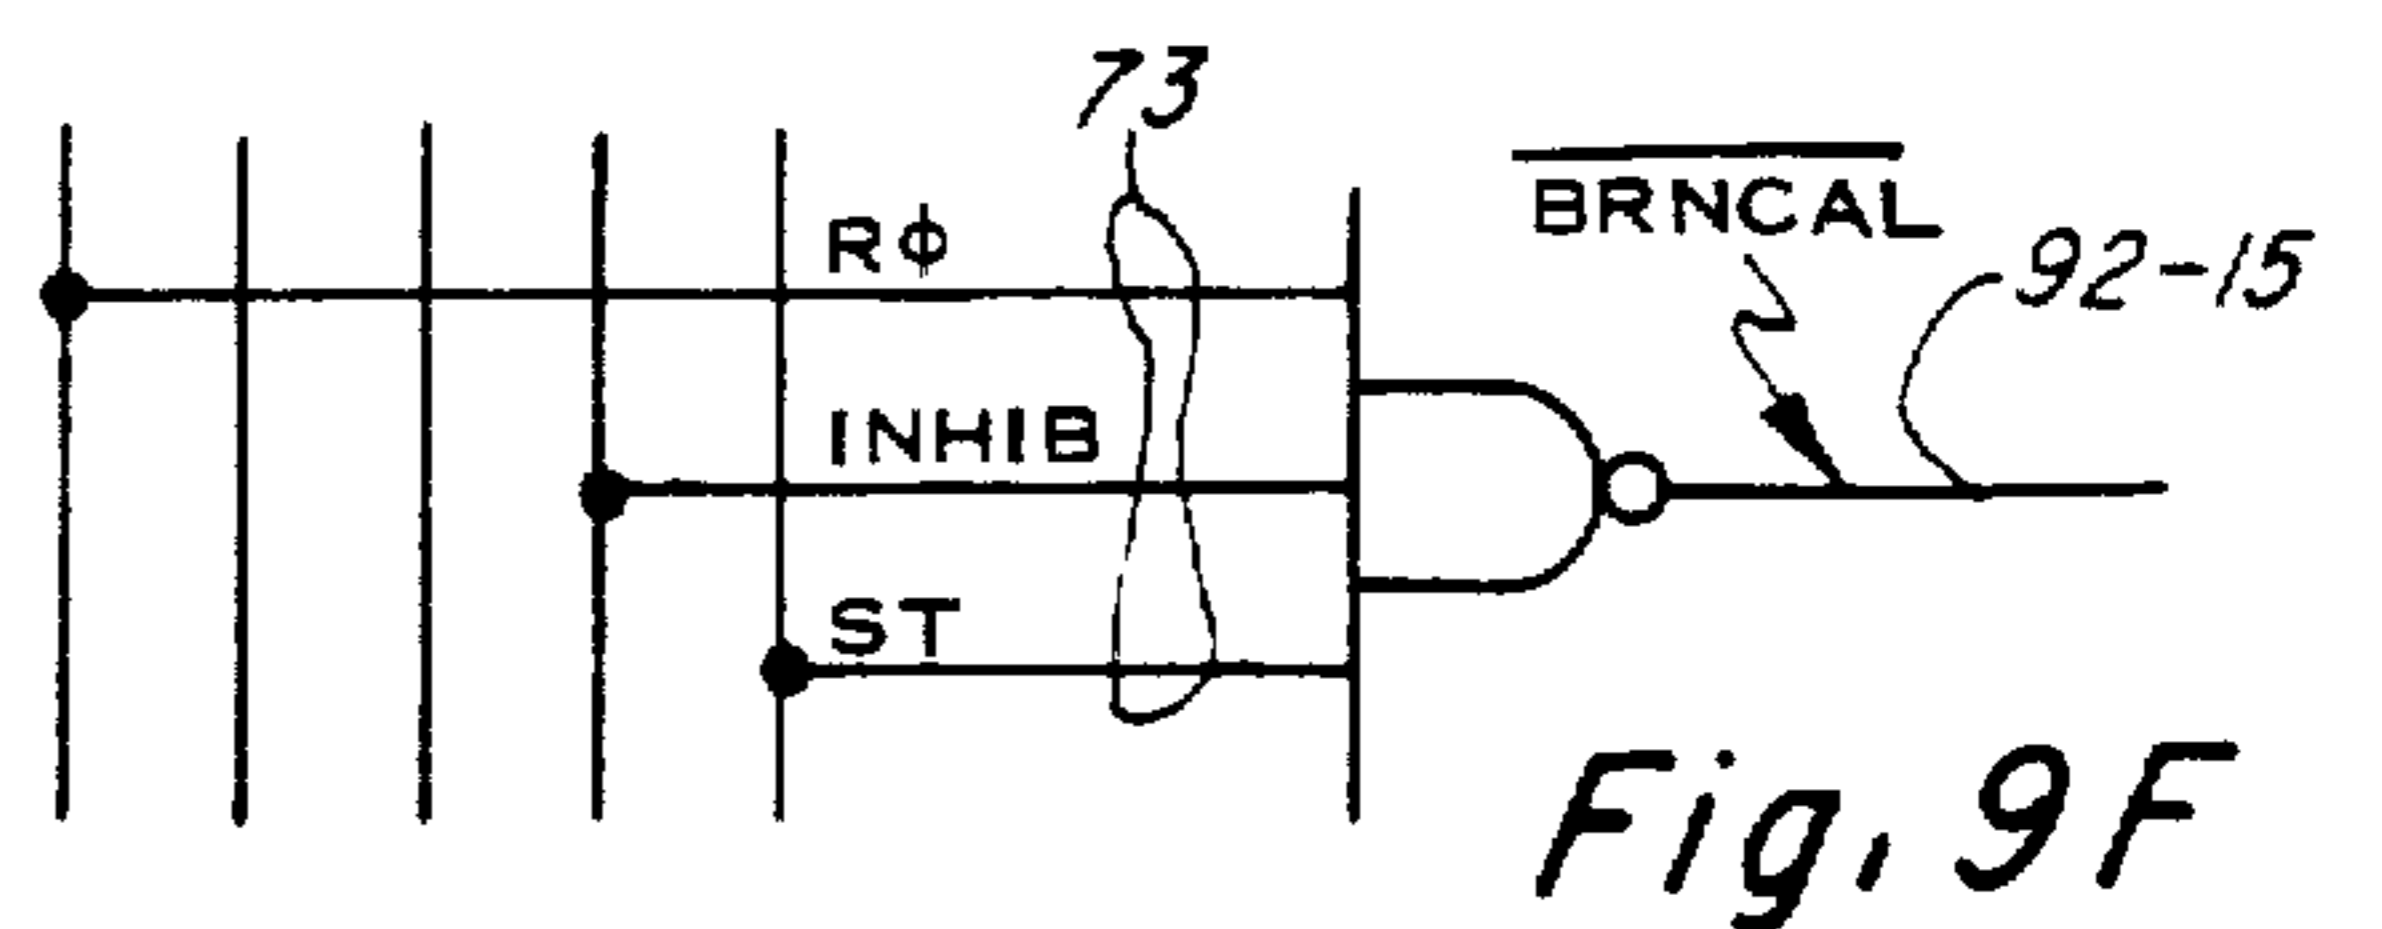 73
BRNCAL
Rϕ
92-15
INHIB
ST
Fig. 9F